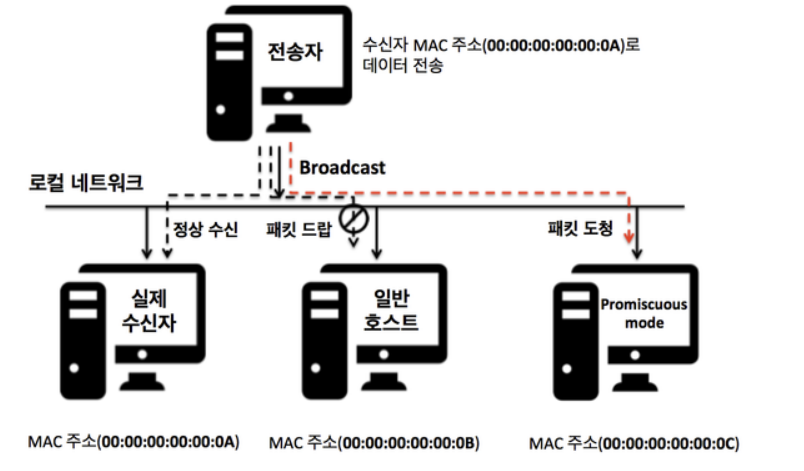 전송자
수신자 MAC 주소(00:00:00:00:00:0A)로
데이터 전송
Broadcast
로컬 네트워크
정상 수신
패킷 드랍
패킷 도청
실제
수신자
일반
호스트
Promiscuous
mode
MAC 주소(00:00:00:00:00:0A)
MAC 주소(00:00:00:00:00:0B)
MAC 주소(00:00:00:00:00:0C)